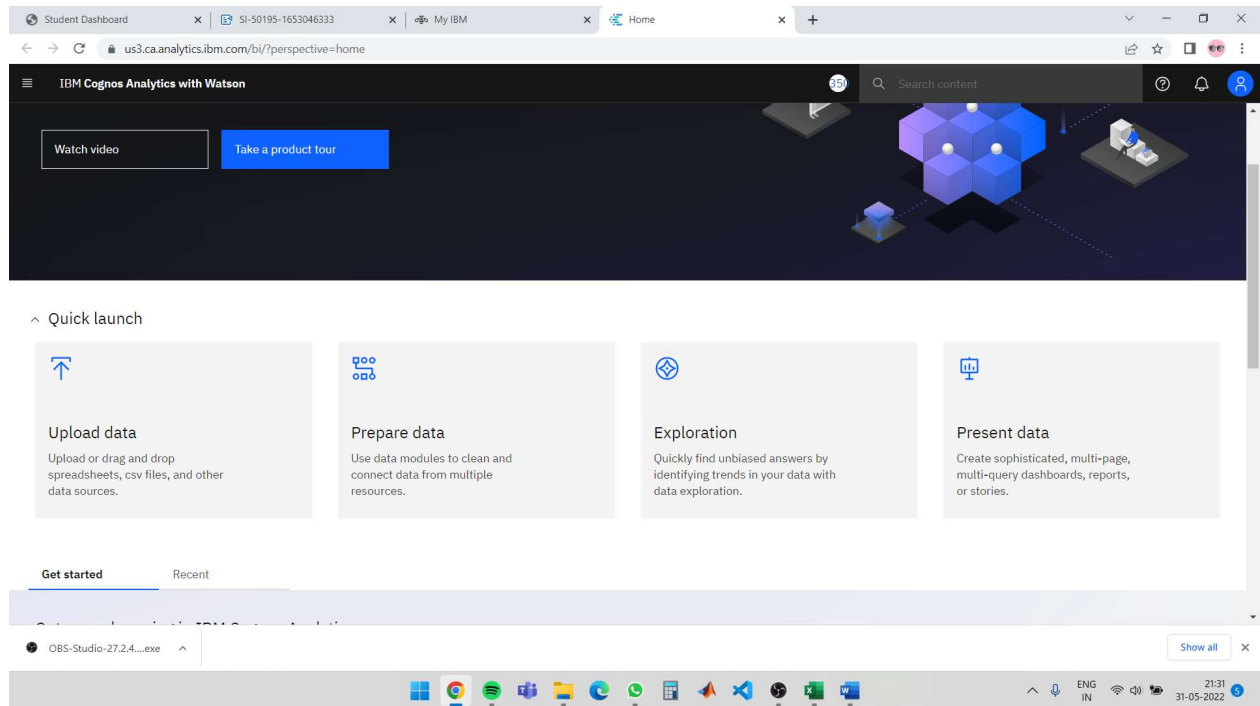 Student Dashboard
SI-50195-1653046333
My IBM
Home
us3.ca.analytics.ibm.com/bi/?perspective=home
IBM Cognos Analytics with Watson
350
Search content
Watch video
Take a product tour
Quick launch
Upload data
Upload or drag and drop
spreadsheets, csv files, and other
data sources.
Prepare data
Use data modules to clean and
connect data from multiple
resources.
Exploration
Quickly find unbiased answers by
identifying trends in your data with
data exploration.
Present data
Create sophisticated, multi-page,
multi-query dashboards, reports,
or stories.
Get started
Recent
OBS-Studio-27.2.4....exe
Show all
ENG
IN
21:31
31-05-2022
5